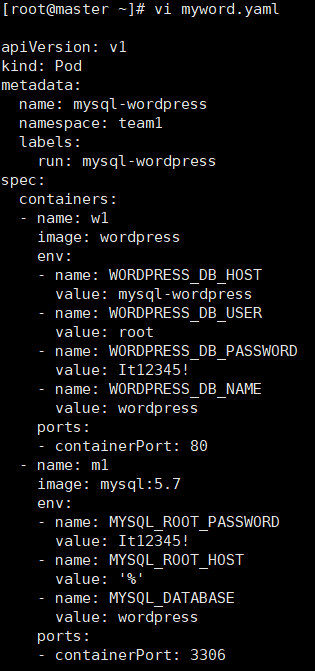 [root@master ~]# vi myword.yaml
apiVersion: v1
kind: Pod
metadata:
  name: mysql-wordpress
  namespace: team1
  labels:
    run: mysql-wordpress
spec:
  containers:
  - name: w1
    image: wordpress
    env:
    - name: WORDPRESS_DB_HOST
      value: mysql-wordpress
    - name: WORDPRESS_DB_USER
      value: root
    - name: WORDPRESS_DB_PASSWORD
      value: It12345!
    - name: WORDPRESS_DB_NAME
      value: wordpress
    ports:
    - containerPort: 80
  - name: m1
    image: mysql:5.7
    env:
    - name: MYSQL_ROOT_PASSWORD
      value: It12345!
    - name: MYSQL_ROOT_HOST
      value: '%'
    - name: MYSQL_DATABASE
      value: wordpress
    ports:
    - containerPort: 3306